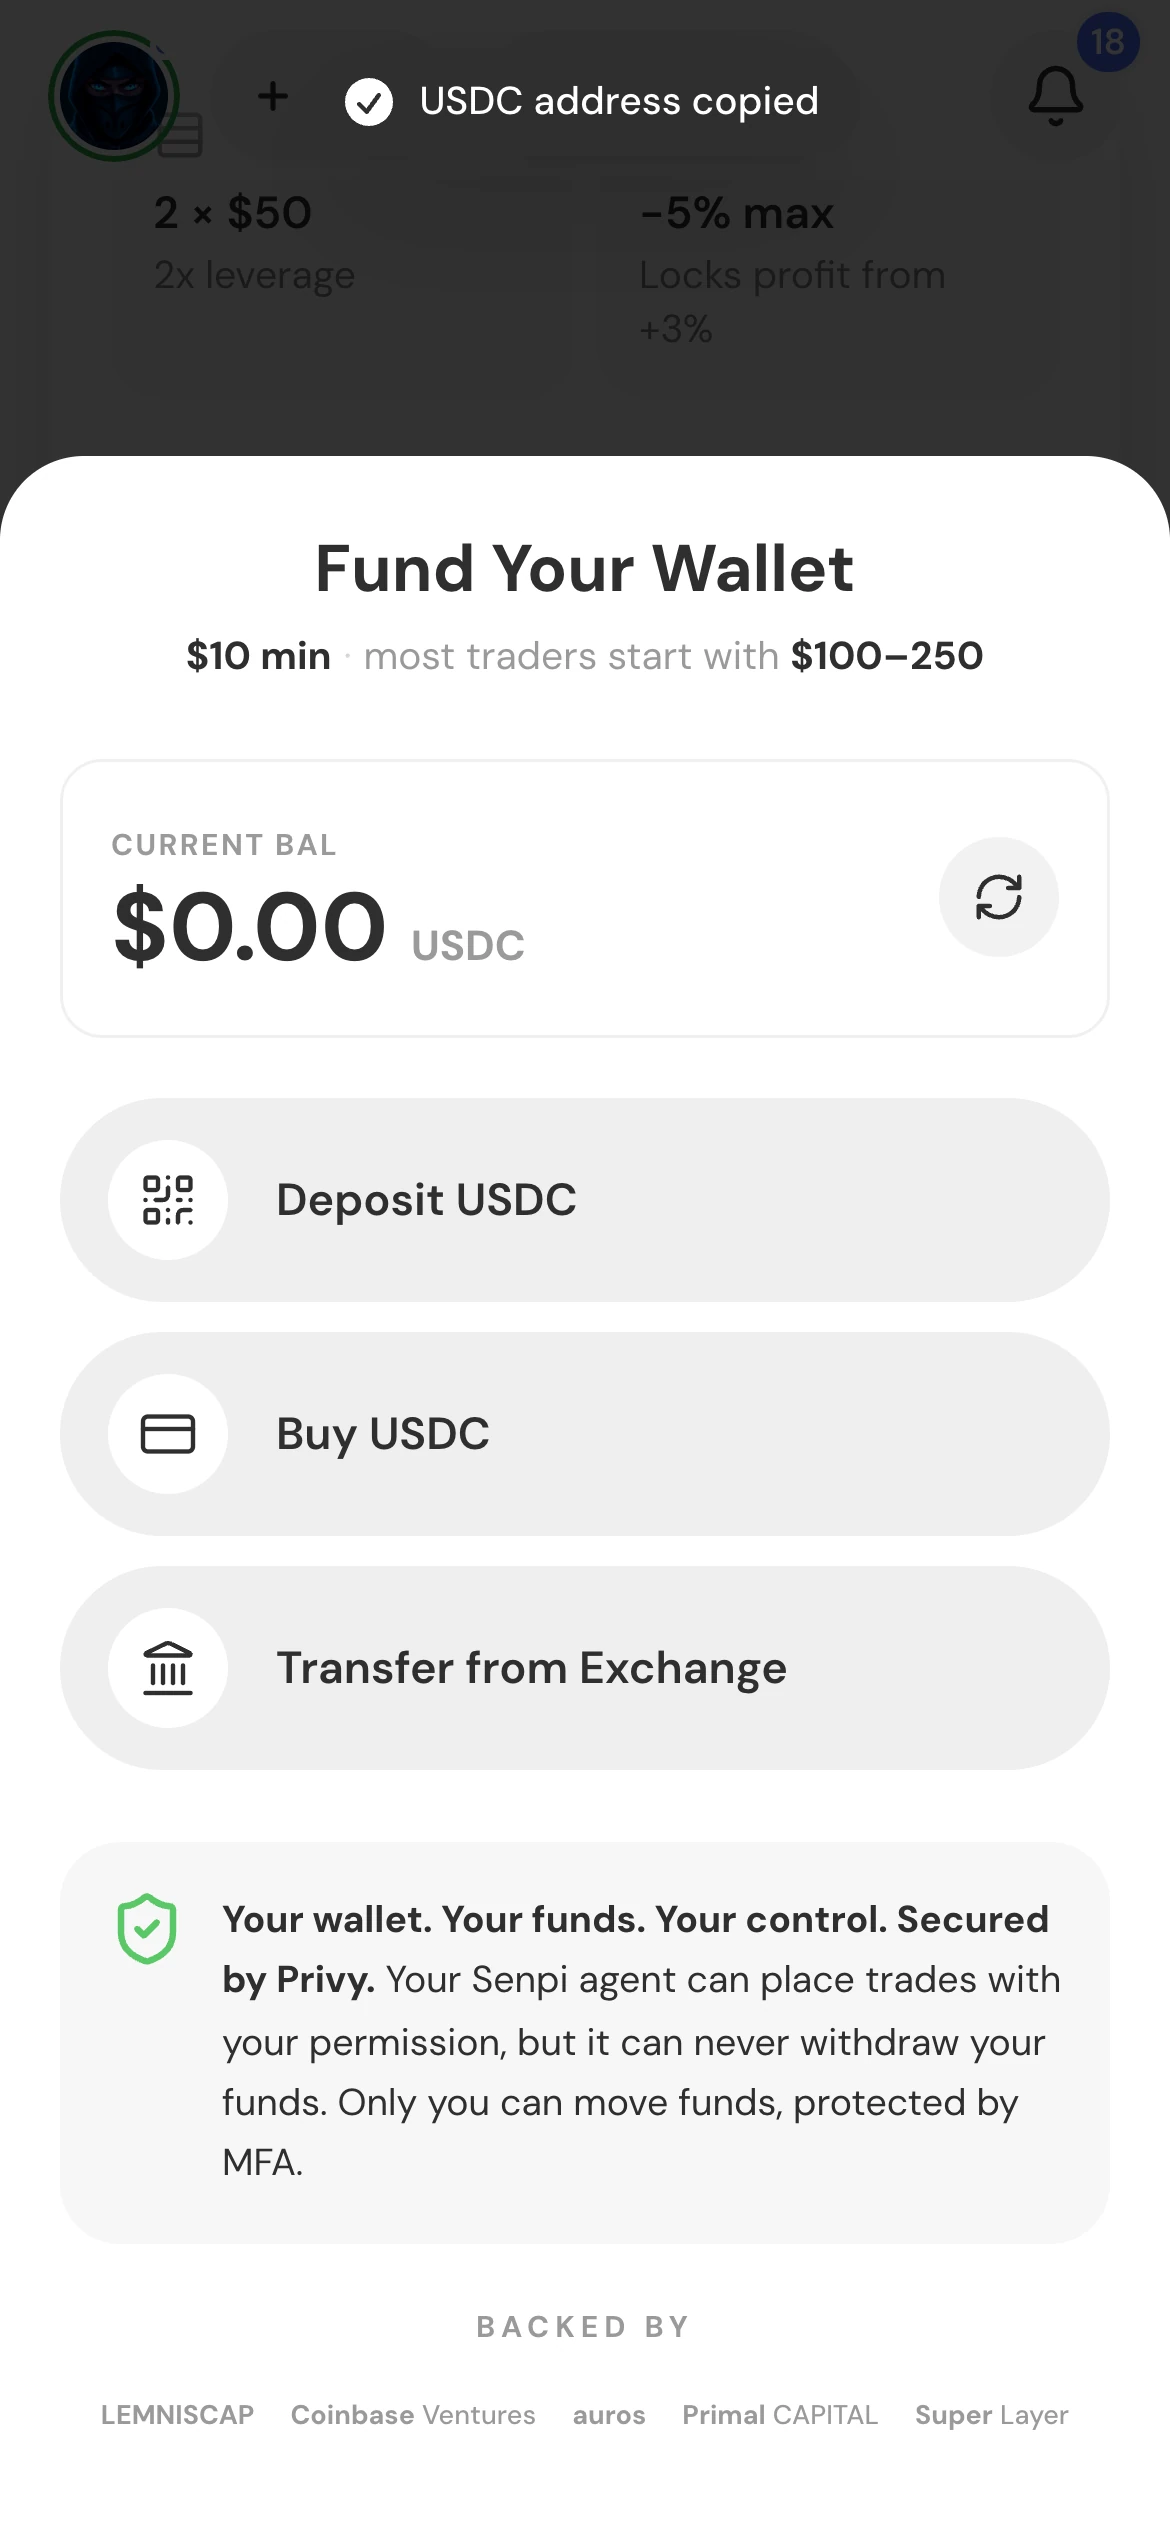 18
USDC address copied
2 × $50
-5% max
2x leverage
Locks profit from
+3%
Fund Your Wallet
$10 min · most traders start with $100–250
CURRENT BAL
$0.00 USDC
Deposit USDC
Buy USDC
Transfer from Exchange
Your wallet. Your funds. Your control. Secured
by Privy. Your Senpi agent can place trades with
your permission, but it can never withdraw your
funds. Only you can move funds, protected by
MFA.
BACKED BY
LEMNISCAP Coinbase Ventures auros Primal CAPITAL Super Layer